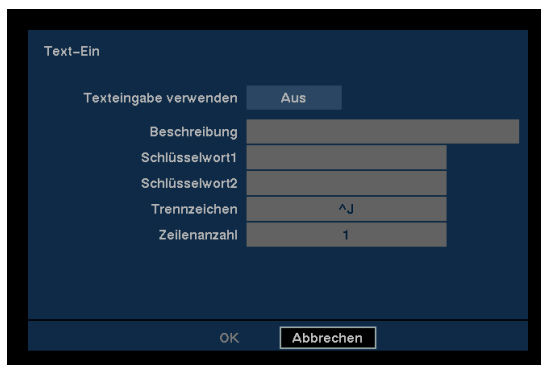 Text-Ein
Texteingabe verwenden Aus
Beschreibung
Schlüsselwort1
Schlüsselwort2
Trennzeichen ^J
Zeilenanzahl 1
OK Abbrechen